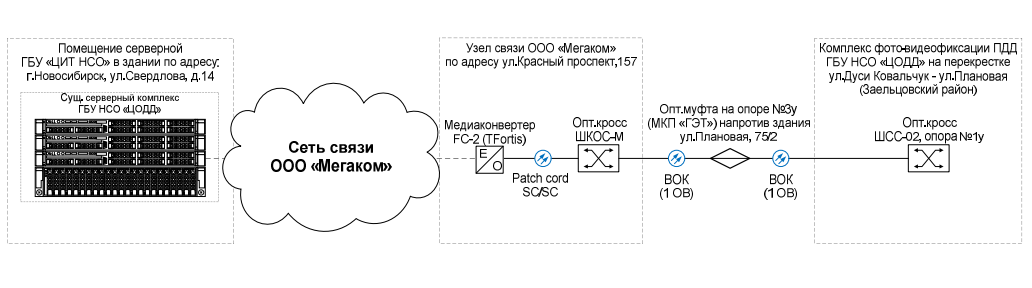 Помещение серверной
ГБУ «ЦИТ НСО» в здании по адресу:
г.Новосибирск, ул.Свердлова, д.14
Сущ. серверный комплекс
ГБУ НСО «ЦОДД»
Сеть связи
ООО «Мегаком»
Узел связи ООО «Мегаком»
по адресу ул.Красный проспект,157
Медиаконвертер
FC-2 (TFortis)
E
O
Patch cord
SC/SC
Опт.кросс
ШКОС-М
Опт.муфта на опоре №3у
(МКП «ГЭТ») напротив здания
ул.Плановая, 75/2
ВОК
(1 ОВ)
ВОК
(1 ОВ)
Комплекс фото-видеофиксации ПДД
ГБУ НСО «ЦОДД» на перекрестке
ул.Дуси Ковальчук - ул.Плановая
(Заельцовский район)
Опт.кросс
ШСС-02, опора №1у